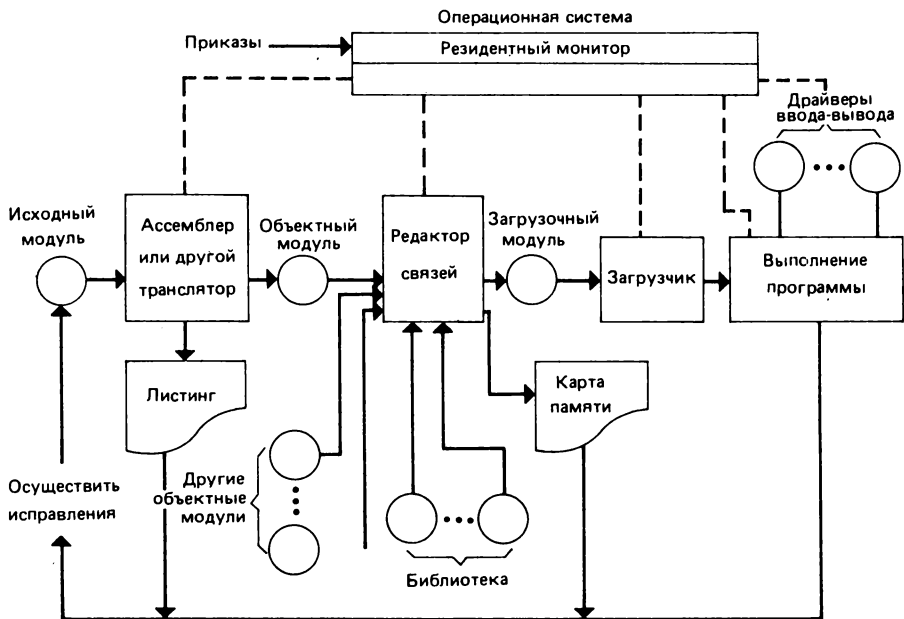 Операционная система
Приказы
Резидентный монитор
Драйверы
ввода-вывода
Исходный
модуль
Ассемблер
или другой
транслятор
Объектный
модуль
Редактор
связей
Загрузочный
модуль
Загрузчик
Выполнение
программы
Листинг
Карта
памяти
Осуществить
исправления
Другие
объектные
модули
Библиотека